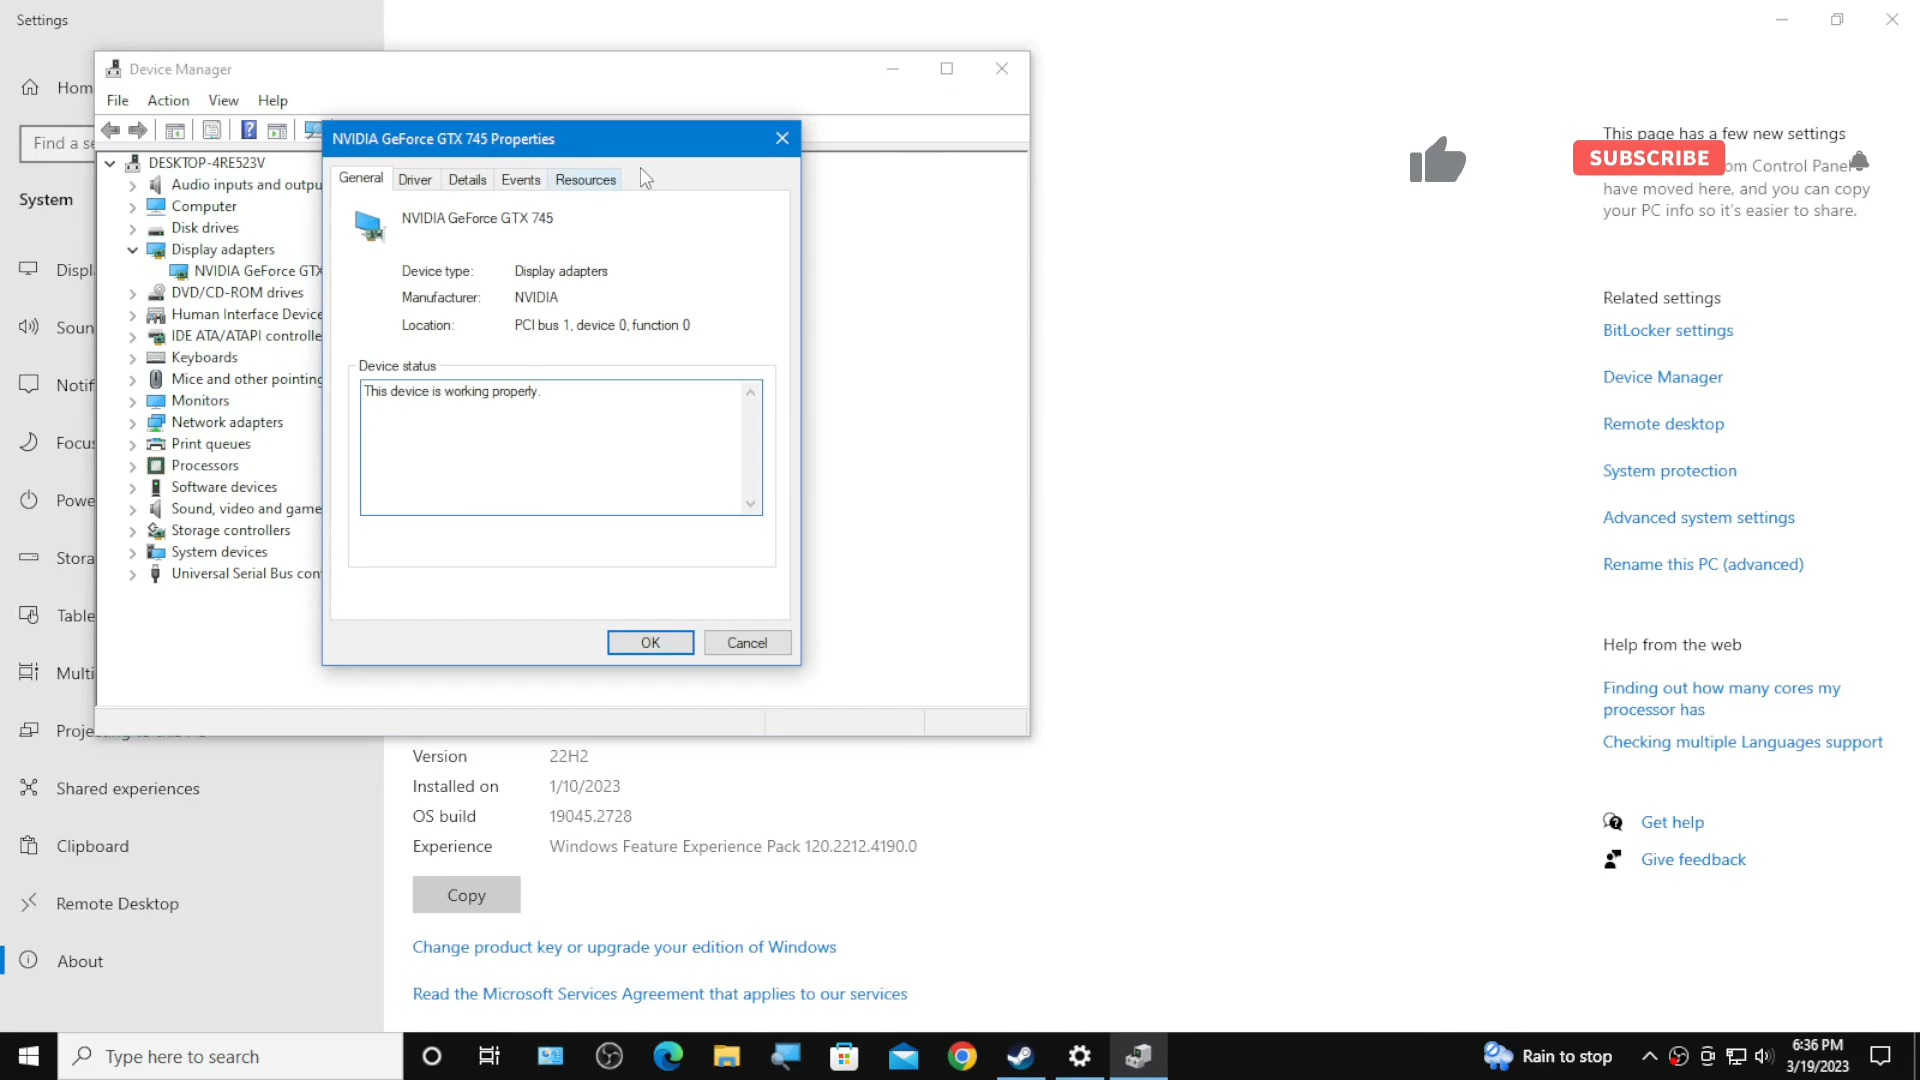 Settings
Device Manager
File Action View Help
Hom
Find a se
System
Displ
Soun
Notif
Focu
Powe
Stora
Table
Multi
Projecting to this PC
Shared experiences
Clipboard
Remote Desktop
About
DESKTOP-4RE523V
Audio inputs and outpu
Computer
Disk drives
Display adapters
NVIDIA GeForce GTX
DVD/CD-ROM drives
Human Interface Device
IDE ATA/ATAPI controlle
Keyboards
Mice and other pointing
Monitors
Network adapters
Print queues
Processors
Software devices
Sound, video and game
Storage controllers
System devices
Universal Serial Bus con
NVIDIA GeForce GTX 745 Properties
General Driver Details Events Resources
NVIDIA GeForce GTX 745
Device type: Display adapters
Manufacturer: NVIDIA
Location: PCI bus 1, device 0, function 0
Device status
This device is working properly.
OK Cancel
Version 22H2
Installed on 1/10/2023
OS build 19045.2728
Experience Windows Feature Experience Pack 120.2212.4190.0
Copy
Change product key or upgrade your edition of Windows
Read the Microsoft Services Agreement that applies to our services
This page has a few new settings
SUBSCRIBE
om Control Panel
have moved here, and you can copy
your PC info so it's easier to share.
Related settings
BitLocker settings
Device Manager
Remote desktop
System protection
Advanced system settings
Rename this PC (advanced)
Help from the web
Finding out how many cores my
processor has
Checking multiple Languages support
Get help
Give feedback
Type here to search
Rain to stop
6:36 PM
3/19/2023